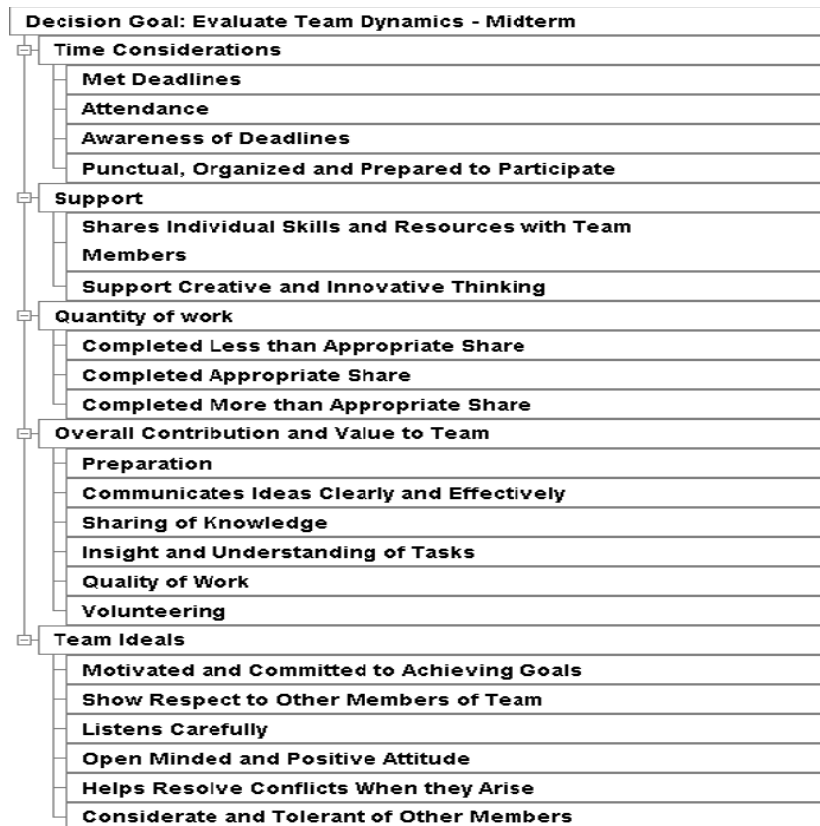 Decision Goal: Evaluate Team Dynamics - Midterm
Time Considerations
Met Deadlines
Attendance
Awareness of Deadlines
Punctual, Organized and Prepared to Participate
Support
Shares Individual Skills and Resources with Team
Members
Support Creative and Innovative Thinking
Quantity of work
Completed Less than Appropriate Share
Completed Appropriate Share
Completed More than Appropriate Share
Overall Contribution and Value to Team
Preparation
Communicates Ideas Clearly and Effectively
Sharing of Knowledge
Insight and Understanding of Tasks
Quality of Work
Volunteering
Team Ideals
Motivated and Committed to Achieving Goals
Show Respect to Other Members of Team
Listens Carefully
Open Minded and Positive Attitude
Helps Resolve Conflicts When they Arise
Considerate and Tolerant of Other Members